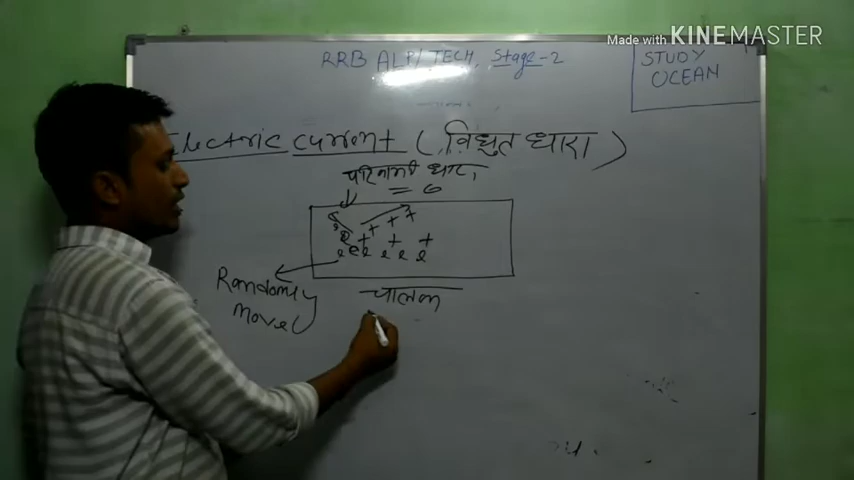 Made with KINEMASTER
RRB ALP/TECH, Stage-2
STUDY
OCEAN
Electric current (विधुत धारा)
परिणामी धारा
= 0
+ + +
+ + +
e e e e e e
Randomly
move
चालक